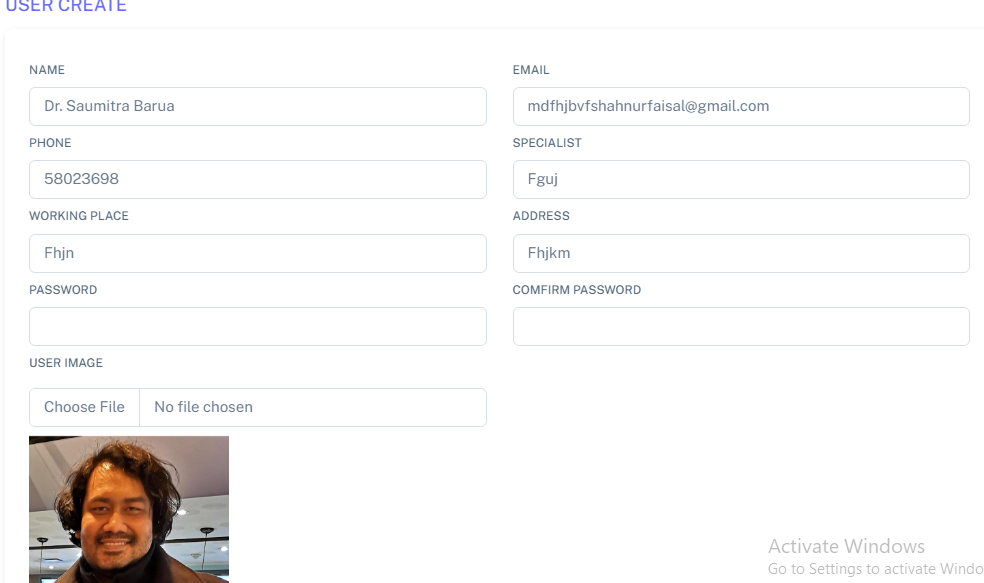 USER CREATE
NAME
EMAIL
Dr. Saumitra Barua
mdfhjbvfshahnurfaisal@gmail.com
PHONE
SPECIALIST
58023698
Fguj
WORKING PLACE
ADDRESS
Fhjn
Fhjkm
PASSWORD
COMFIRM PASSWORD
USER IMAGE
Choose File No file chosen
Activate Windows
Go to Settings to activate Windo